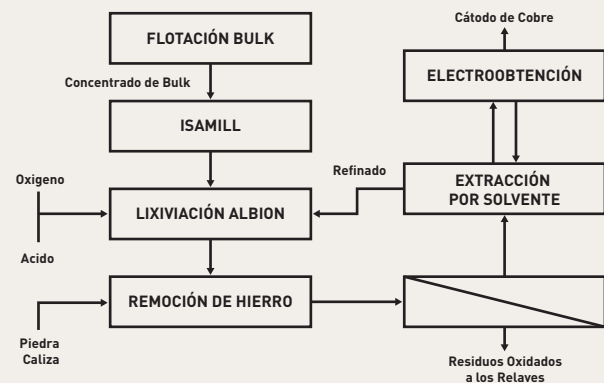 FLOTACIÓN BULK
Concentrado de Bulk
ISAMILL
Oxigeno
Acido
LIXIVIACIÓN ALBION
Refinado
REMOCIÓN DE HIERRO
Piedra
Caliza
Cátodo de Cobre
ELECTROOBTENCIÓN
EXTRACCIÓN
POR SOLVENTE
Residuos Oxidados
a los Relaves